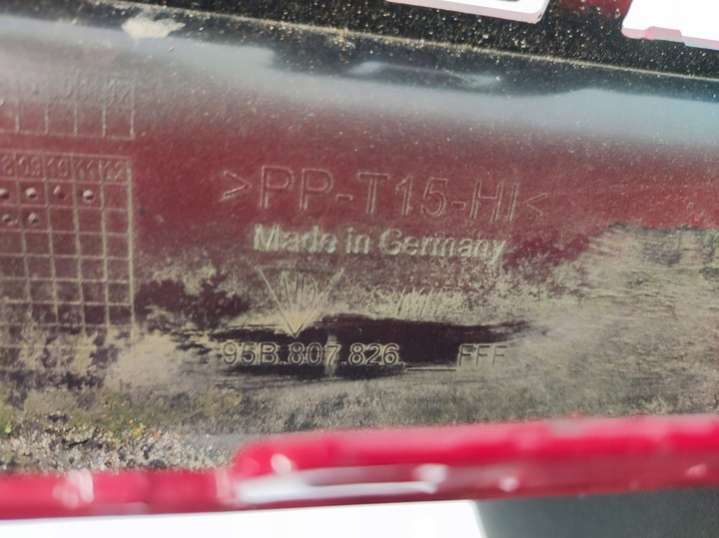 >PP-T15-HI<
Made in Germany
95B.807.826 FFF